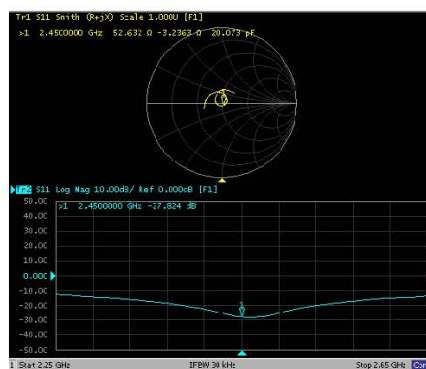 Tr1 S11 Smith (R+jX) Scale 1.000U [F1]
>1 2.4500000 GHz 52.632 Ω -3.2363 Ω 20.073 pF
Tr2 S11 Log Mag 10.00dB/ Ref 0.000dB [F1]
50.00
>1 2.4500000 GHz -27.824 dB
40.00
30.00
20.00
10.00
0.000
-10.00
-20.00
1
-30.00
-40.00
-50.00
1 Start 2.25 GHz IFBW 30 kHz Stop 2.65 GHz Cor